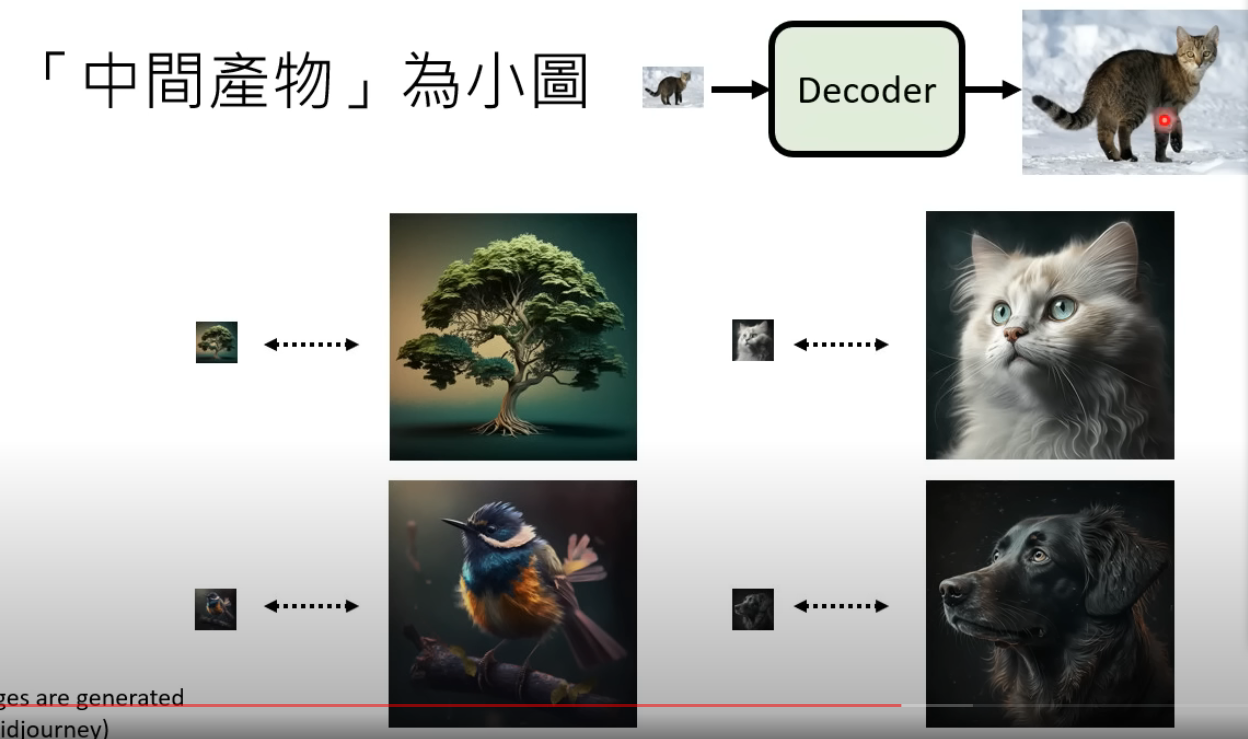 「中間產物」為小圖
Decoder
ges are generated
idjourney)